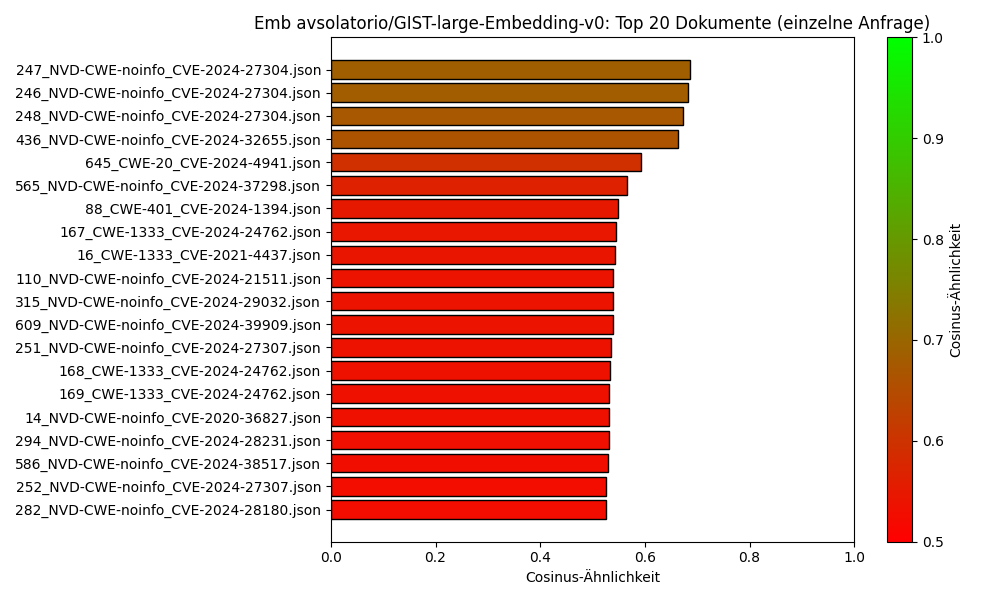 Emb avsolatorio/GIST-large-Embedding-v0: Top 20 Dokumente (einzelne Anfrage)
247_NVD-CWE-noinfo_CVE-2024-27304.json
246_NVD-CWE-noinfo_CVE-2024-27304.json
248_NVD-CWE-noinfo_CVE-2024-27304.json
436_NVD-CWE-noinfo_CVE-2024-32655.json
645_CWE-20_CVE-2024-4941.json
565_NVD-CWE-noinfo_CVE-2024-37298.json
88_CWE-401_CVE-2024-1394.json
167_CWE-1333_CVE-2024-24762.json
16_CWE-1333_CVE-2021-4437.json
110_NVD-CWE-noinfo_CVE-2024-21511.json
315_NVD-CWE-noinfo_CVE-2024-29032.json
609_NVD-CWE-noinfo_CVE-2024-39909.json
251_NVD-CWE-noinfo_CVE-2024-27307.json
168_CWE-1333_CVE-2024-24762.json
169_CWE-1333_CVE-2024-24762.json
14_NVD-CWE-noinfo_CVE-2020-36827.json
294_NVD-CWE-noinfo_CVE-2024-28231.json
586_NVD-CWE-noinfo_CVE-2024-38517.json
252_NVD-CWE-noinfo_CVE-2024-27307.json
282_NVD-CWE-noinfo_CVE-2024-28180.json
0.0 0.2 0.4 0.6 0.8 1.0
Cosinus-Ähnlichkeit
1.0
0.9
0.8
0.7
0.6
0.5
Cosinus-Ähnlichkeit